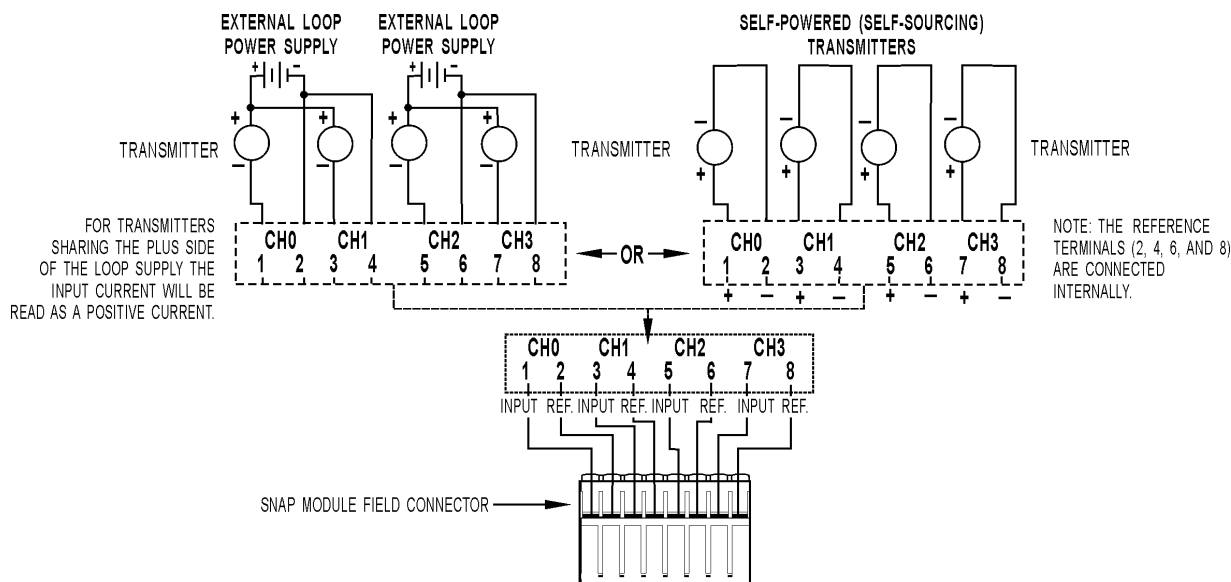 EXTERNAL LOOP
POWER SUPPLY
EXTERNAL LOOP
POWER SUPPLY
SELF-POWERED (SELF-SOURCING)
TRANSMITTERS
+ –
+ –
+ +
+ +
– – – –
TRANSMITTER
TRANSMITTER
TRANSMITTER
– –
– –
+ + + +
FOR TRANSMITTERS
SHARING THE PLUS SIDE
OF THE LOOP SUPPLY THE
INPUT CURRENT WILL BE
READ AS A POSITIVE CURRENT.
CH0 CH1 CH2 CH3
1 2 3 4 5 6 7 8
OR
CH0 CH1 CH2 CH3
1 2 3 4 5 6 7 8
+ – + – + – + –
NOTE: THE REFERENCE
TERMINALS (2, 4, 6, AND 8)
ARE CONNECTED
INTERNALLY.
CH0 CH1 CH2 CH3
1 2 3 4 5 6 7 8
INPUT REF. INPUT REF. INPUT REF. INPUT REF.
SNAP MODULE FIELD CONNECTOR